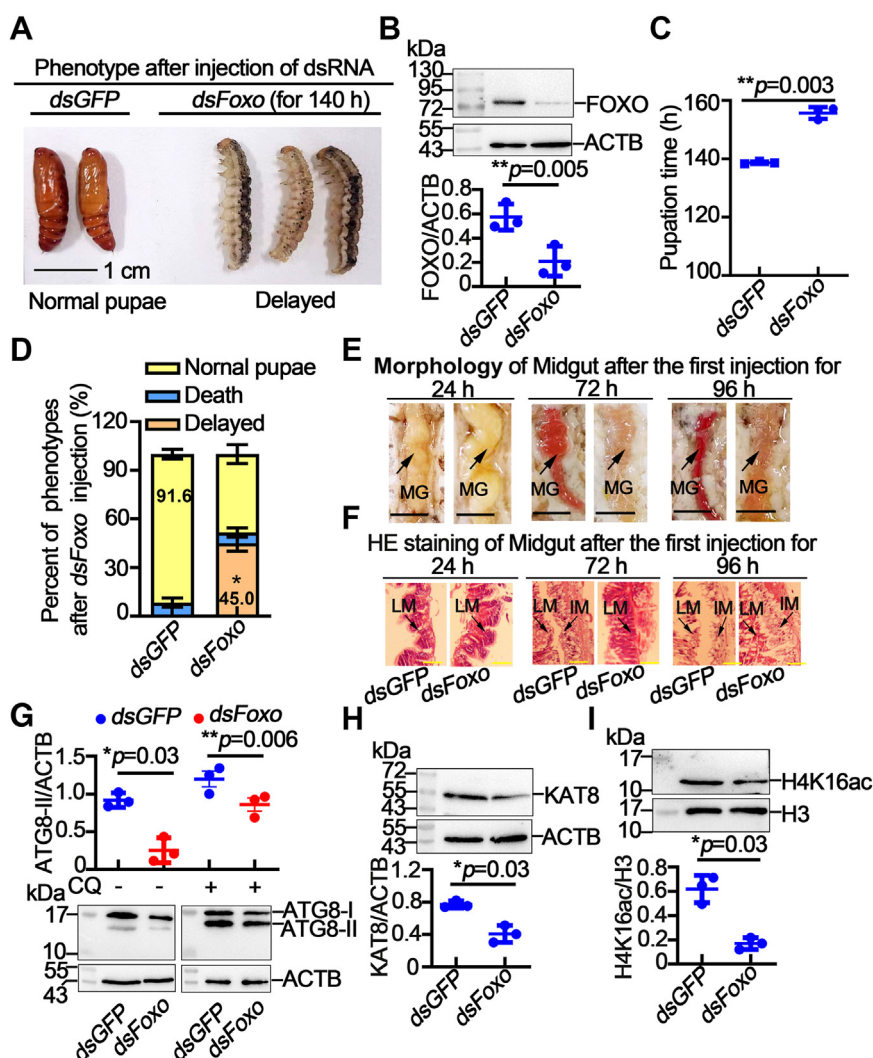 A
Phenotype after injection of dsRNA
dsGFP dsFoxo (for 140 h)
1 cm
Normal pupae Delayed
B
kDa
130
95
72
FOXO
55
43
ACTB
**p=0.005
FOXO/ACTB
0.8
0.6
0.4
0.2
0
dsGFP
dsFoxo
C
**p=0.003
Pupation time (h)
160
140
120
100
dsGFP
dsFoxo
D
Nornal pupae
Death
Delayed
Percent of phenotypes
after dsFoxo injection (%)
120
90
60
30
0
91.6
*
45.0
dsGFP
dsFoxo
E
Morphology of Midgut after the first injection for
24 h 72 h 96 h
MG MG MG MG MG MG
F
HE staining of Midgut after the first injection for
24 h 72 h 96 h
LM LM LM IM LM LM IM LM
dsGFP dsFoxo dsGFP dsFoxo dsGFP dsFoxo
G
dsGFP dsFoxo
*p=0.03
**p=0.006
ATG8-II/ACTB
1.5
1.0
0.5
0.0
CQ - - + +
kDa
17
ATG8-I
ATG8-II
10
55
43
ACTB
dsGFP dsFoxo dsGFP dsFoxo
H
kDa
72
55
43
KAT8
55
43
ACTB
*p=0.03
KAT8/ACTB
1.2
0.8
0.4
0
dsGFP
dsFoxo
I
kDa
17
10
H4K16ac
17
10
H3
*p=0.03
H4K16ac/H3
0.8
0.6
0.4
0.2
0
dsGFP
dsFoxo